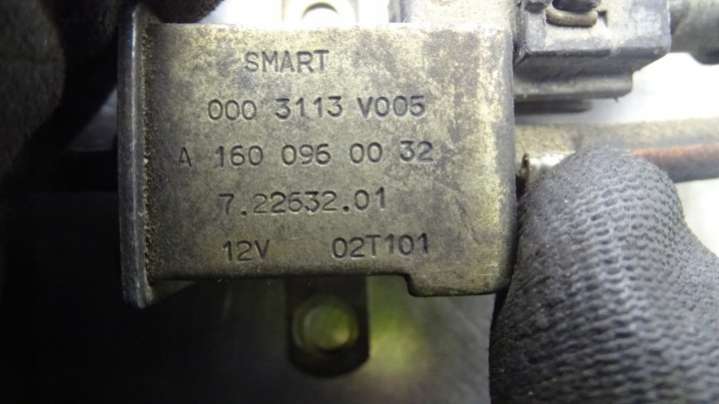 SMART
000 3113 V005
A 160 096 00 32
7.22632.01
12V 02T101